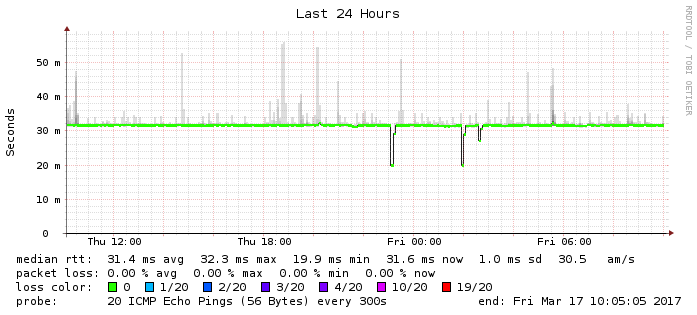 Last 24 Hours
RRDTOOL / TOBI OETIKER
Seconds
50 m
40 m
30 m
20 m
10 m
0
Thu 12:00 Thu 18:00 Fri 00:00 Fri 06:00
median rtt: 31.4 ms avg 32.3 ms max 19.9 ms min 31.6 ms now 1.0 ms sd 30.5 am/s
packet loss: 0.00 % avg 0.00 % max 0.00 % min 0.00 % now
loss color: 0 1/20 2/20 3/20 4/20 10/20 19/20
probe: 20 ICMP Echo Pings (56 Bytes) every 300s end: Fri Mar 17 10:05:05 2017